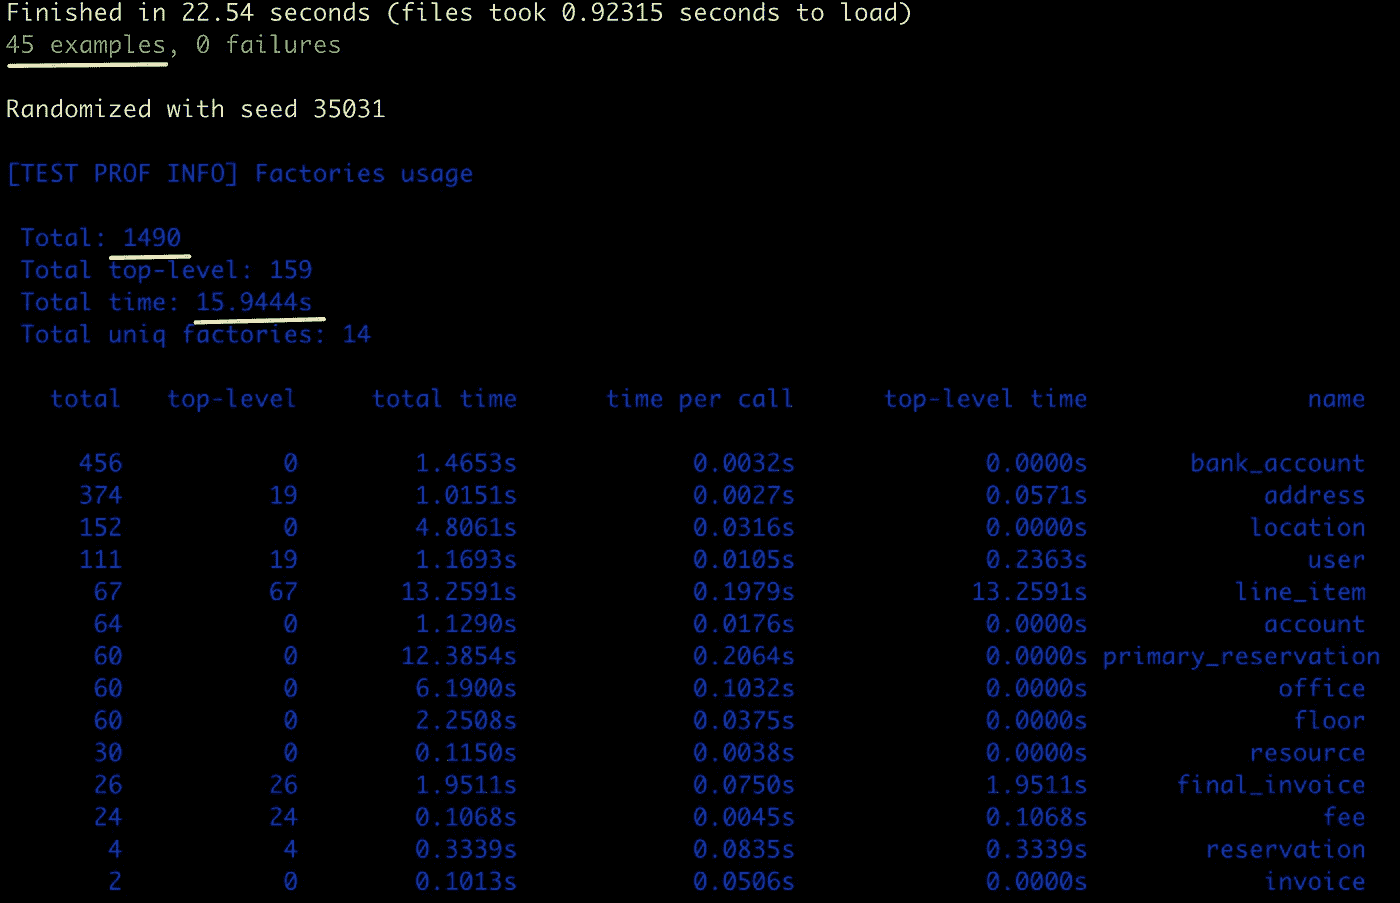 Finished in 22.54 seconds (files took 0.92315 seconds to load)
45 examples, 0 failures
Randomized with seed 35031
[TEST PROF INFO] Factories usage
Total: 1490
Total top-level: 159
Total time: 15.9444s
Total uniq factories: 14
total top-level total time time per call top-level time name
456 0 1.4653s 0.0032s 0.0000s bank_account
374 19 1.0151s 0.0027s 0.0571s address
152 0 4.8061s 0.0316s 0.0000s location
111 19 1.1693s 0.0105s 0.2363s user
67 67 13.2591s 0.1979s 13.2591s line_item
64 0 1.1290s 0.0176s 0.0000s account
60 0 12.3854s 0.2064s 0.0000s primary_reservation
60 0 6.1900s 0.1032s 0.0000s office
60 0 2.2508s 0.0375s 0.0000s floor
30 0 0.1150s 0.0038s 0.0000s resource
26 26 1.9511s 0.0750s 1.9511s final_invoice
24 24 0.1068s 0.0045s 0.1068s fee
4 4 0.3339s 0.0835s 0.3339s reservation
2 0 0.1013s 0.0506s 0.0000s invoice